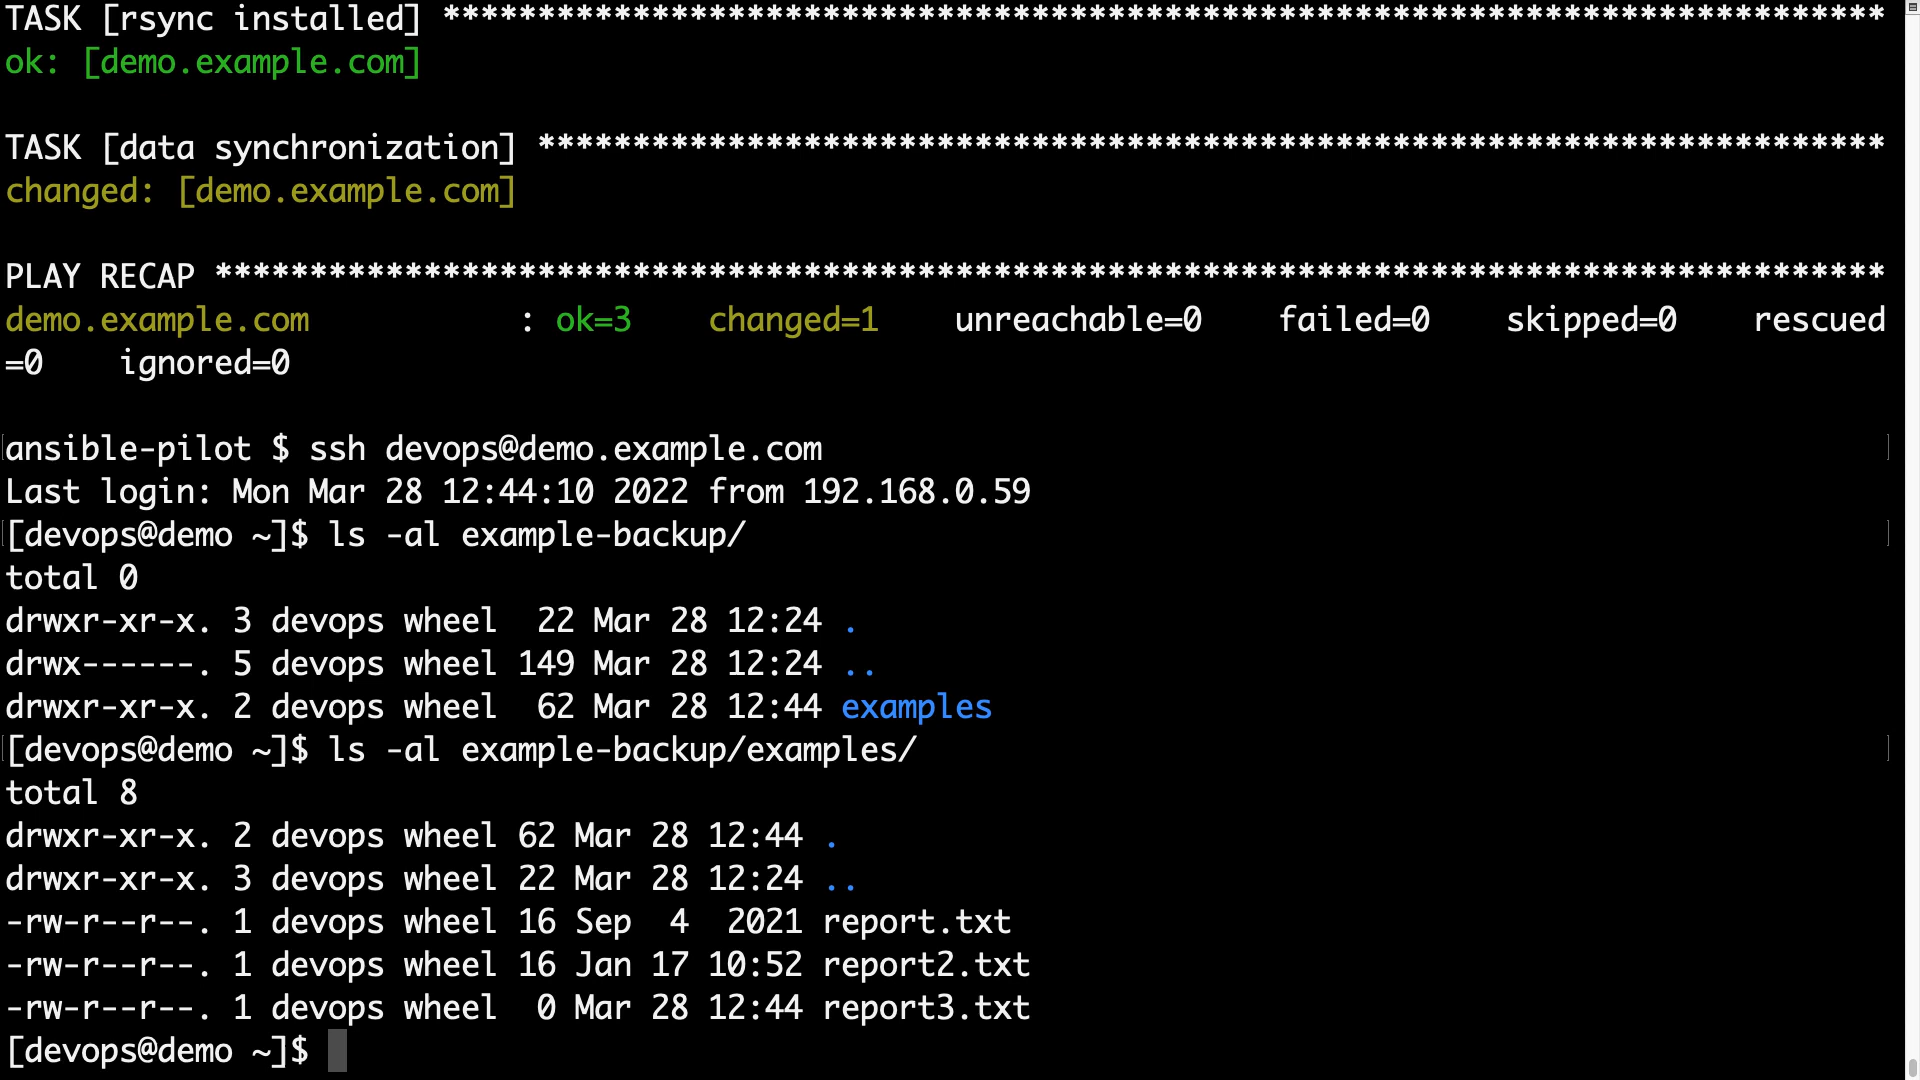 TASK [rsync installed] ****************************************************************************
ok: [demo.example.com]
TASK [data synchronization] ***********************************************************************
changed: [demo.example.com]
PLAY RECAP ****************************************************************************************
demo.example.com           : ok=3    changed=1    unreachable=0    failed=0    skipped=0    rescued
=0    ignored=0
ansible-pilot $ ssh devops@demo.example.com
Last login: Mon Mar 28 12:44:10 2022 from 192.168.0.59
[devops@demo ~]$ ls -al example-backup/
total 0
drwxr-xr-x. 3 devops wheel  22 Mar 28 12:24 .
drwx------. 5 devops wheel 149 Mar 28 12:24 ..
drwxr-xr-x. 2 devops wheel  62 Mar 28 12:44 examples
[devops@demo ~]$ ls -al example-backup/examples/
total 8
drwxr-xr-x. 2 devops wheel 62 Mar 28 12:44 .
drwxr-xr-x. 3 devops wheel 22 Mar 28 12:24 ..
-rw-r--r--. 1 devops wheel 16 Sep  4  2021 report.txt
-rw-r--r--. 1 devops wheel 16 Jan 17 10:52 report2.txt
-rw-r--r--. 1 devops wheel  0 Mar 28 12:44 report3.txt
[devops@demo ~]$